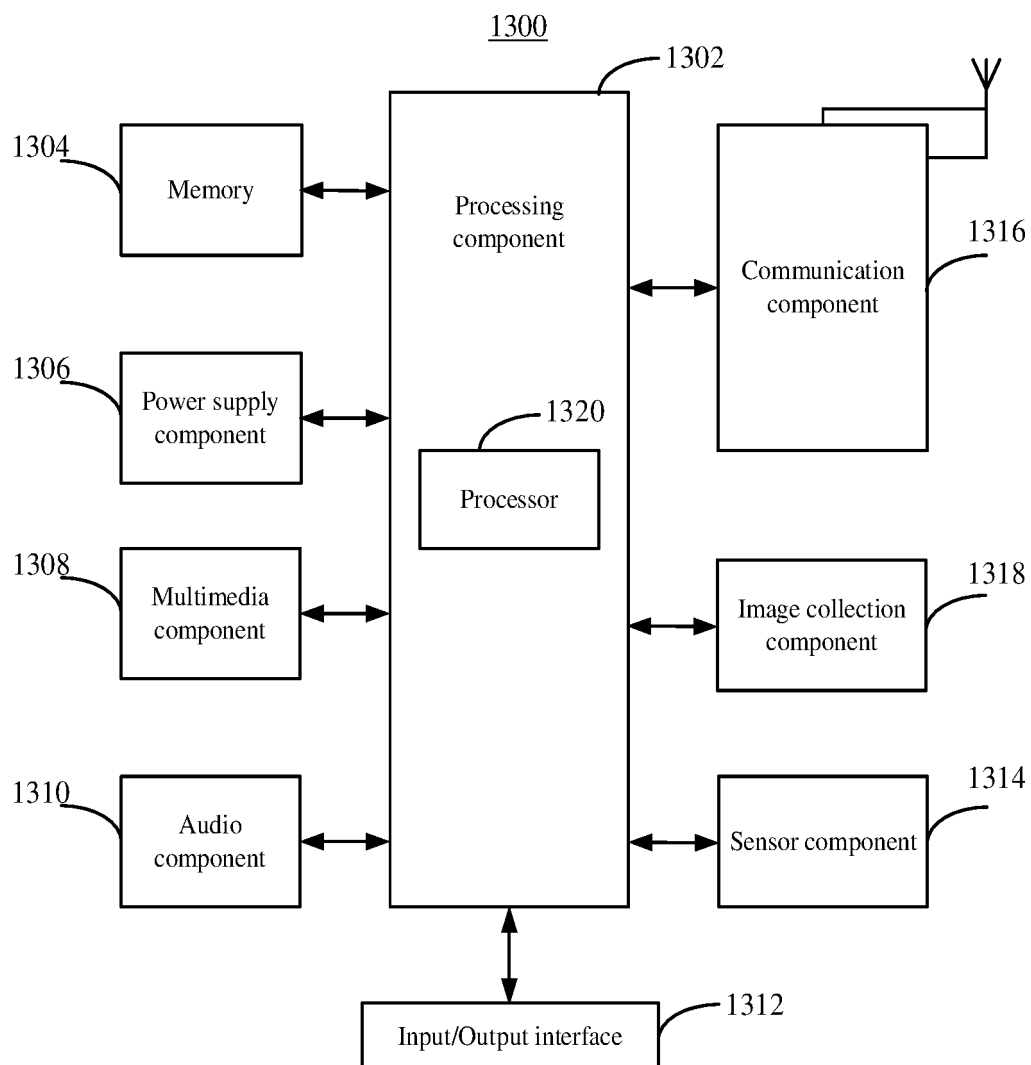 1300
1302
1304
Memory
Processing
component
1316
Communication
component
1306
Power supply
component
1320
Processor
1308
Multimedia
component
1318
Image collection
component
1310
Audio
component
1314
Sensor component
1312
Input/Output interface